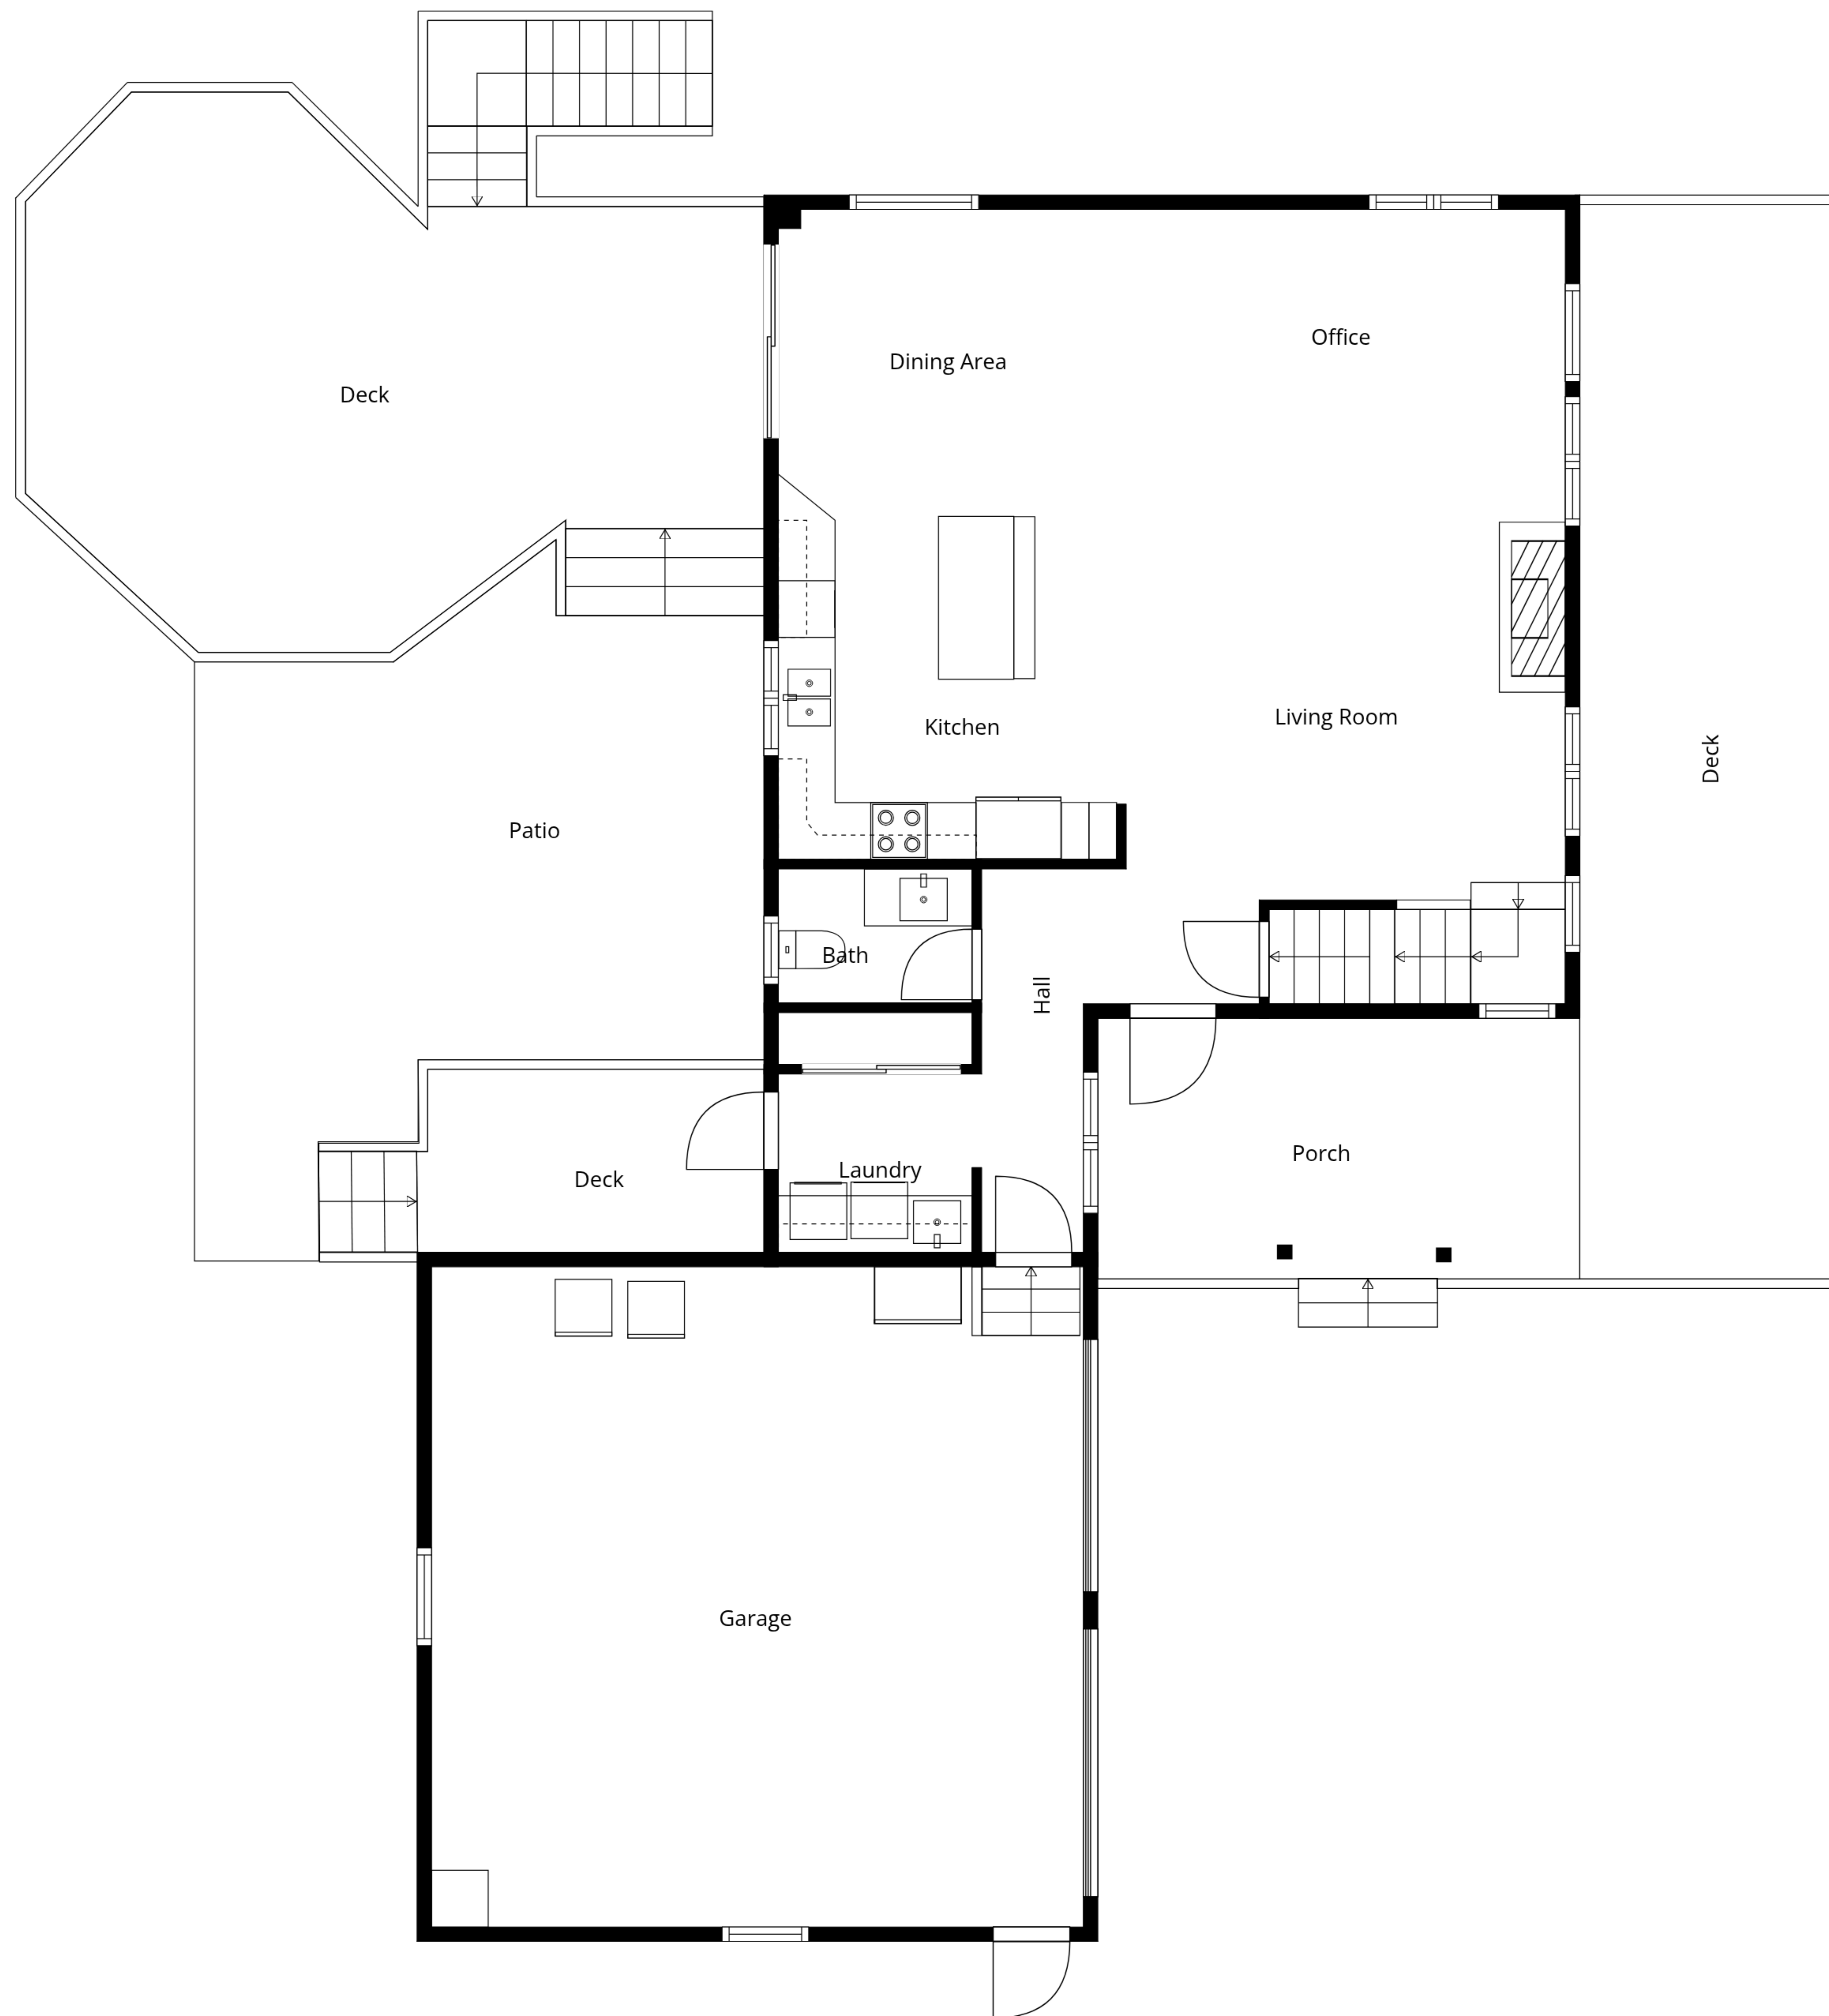 Office
Dining Area
Deck
Living Room
Kitchen
Deck
Patio
Bath
Hall
Porch
Laundry
Deck
Garage